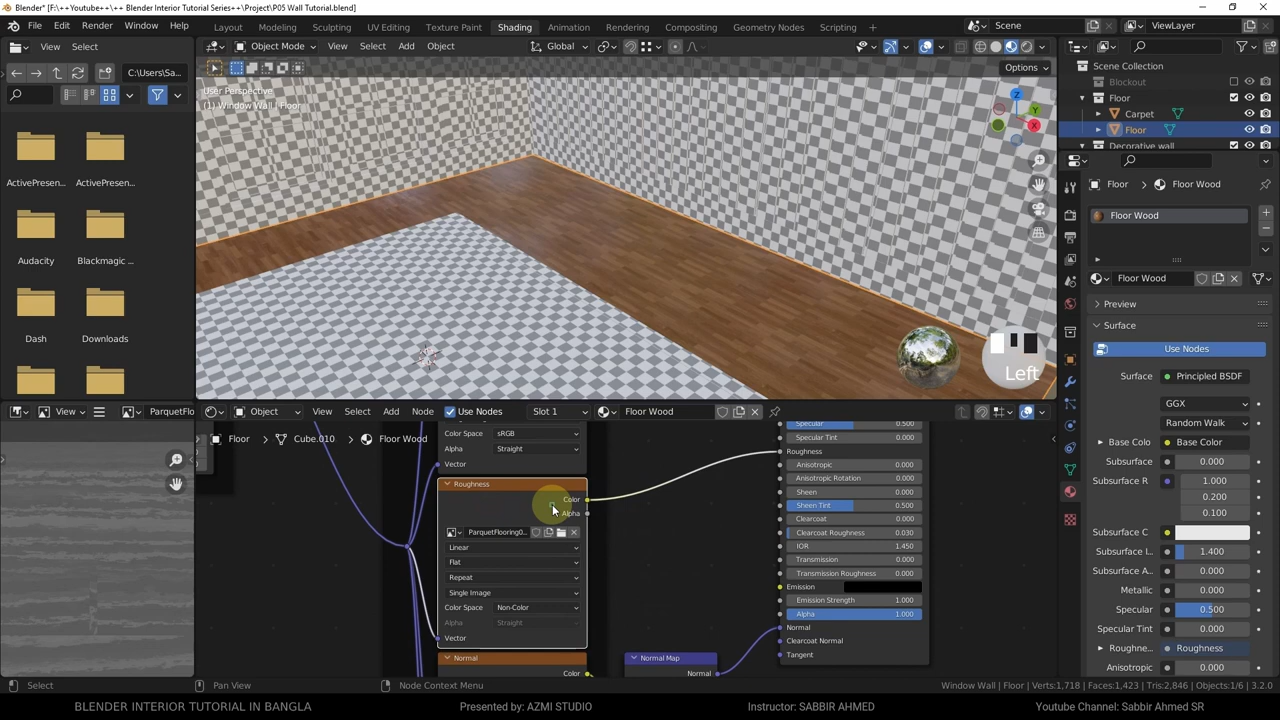 Blender* [F:\++Youtube++\++ Blender Interior Tutorial Series++\Project\P05 Wall Tutorial.blend]
File Edit Render Window Help Layout Modeling Sculpting UV Editing Texture Paint Shading Animation Rendering Compositing Geometry Nodes Scripting Scene ViewLayer
View Select Object Mode View Select Add Object Global
C:\Users\Sa... Options
User Perspective
(1) Window Wall | Floor
Z
Y
X
Scene Collection
Blockout
Floor
Carpet
Floor
Decorative wall
ActivePresen... ActivePresen...
Audacity Blackmagic ...
Dash Downloads
Left
Floor Floor Wood
Floor Wood
Floor Wood
Preview
Surface
Use Nodes
Surface Principled BSDF
GGX
Random Walk
Base Colo Base Color
Subsurface 0.000
Subsurface R 1.000
0.200
0.100
Subsurface C
Subsurface I... 1.400
Subsurface A... 0.000
Metallic 0.000
Specular 0.500
Specular Tint 0.000
Roughne... Roughness
Anisotropic 0.000
View ParquetFlo Object View Select Add Node Use Nodes Slot 1 Floor Wood
Floor Cube.010 Floor Wood
Color Space sRGB
Alpha Straight
Vector
Roughness
Color
Alpha
ParquetFlooring0...
Linear
Flat
Repeat
Single Image
Color Space Non-Color
Alpha Straight
Vector
Normal
Color
Normal Map
Normal
Specular 0.500
Specular Tint 0.000
Roughness
Anisotropic 0.000
Anisotropic Rotation 0.000
Sheen 0.000
Sheen Tint 0.500
Clearcoat 0.000
Clearcoat Roughness 0.030
IOR 1.450
Transmission 0.000
Transmission Roughness 0.000
Emission
Emission Strength 1.000
Alpha 1.000
Normal
Clearcoat Normal
Tangent
Select Pan View Node Context Menu Window Wall | Floor | Verts:1,718 | Faces:1,423 | Tris:2,846 | Objects:1/6 | 3.2.0
BLENDER INTERIOR TUTORIAL IN BANGLA Presented by: AZMI STUDIO Instructor: SABBIR AHMED Youtube Channel: Sabbir Ahmed SR